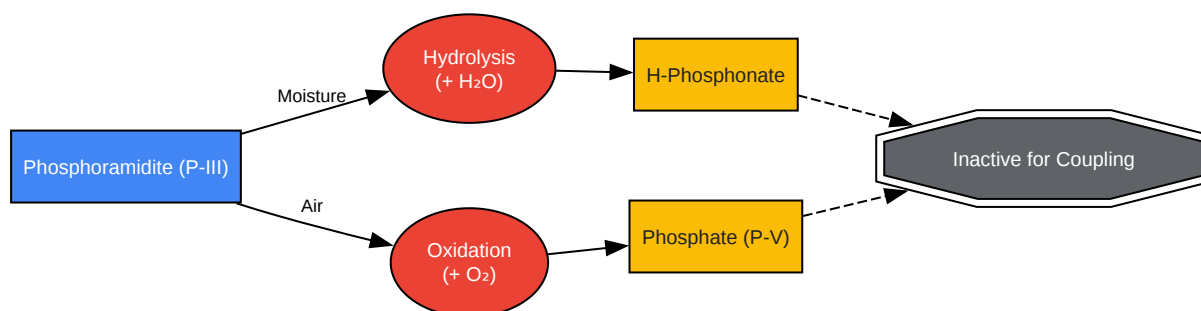 Phosphoramidite (P-III)
Moisture
Air
Hydrolysis
(+ H₂O)
Oxidation
(+ O₂)
H-Phosphonate
Phosphate (P-V)
Inactive for Coupling